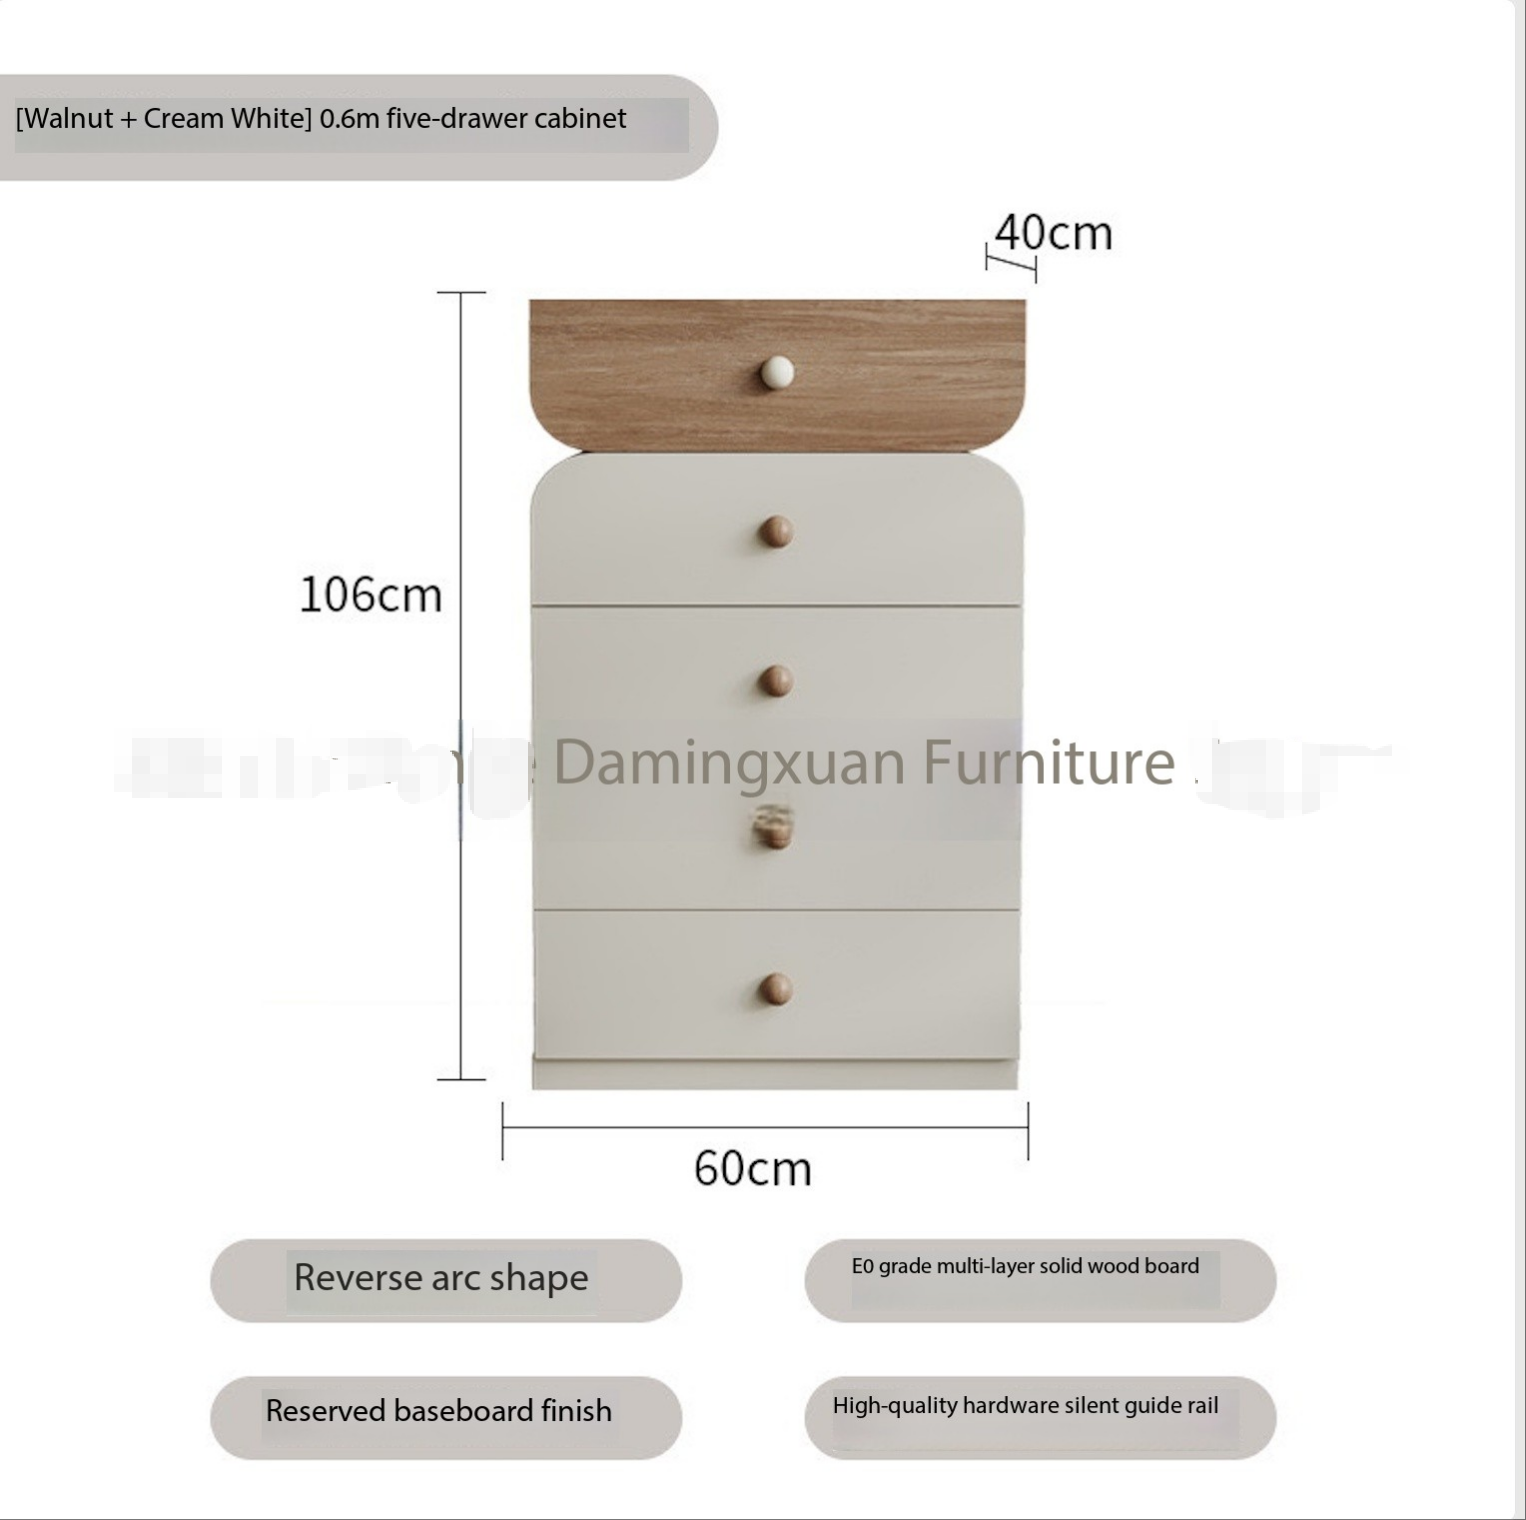 [Walnut + Cream White] 0.6m five-drawer cabinet
40cm
106cm
Damingxuan Furniture
60cm
Reverse arc shape
E0 grade multi-layer solid wood board
Reserved baseboard finish
High-quality hardware silent guide rail